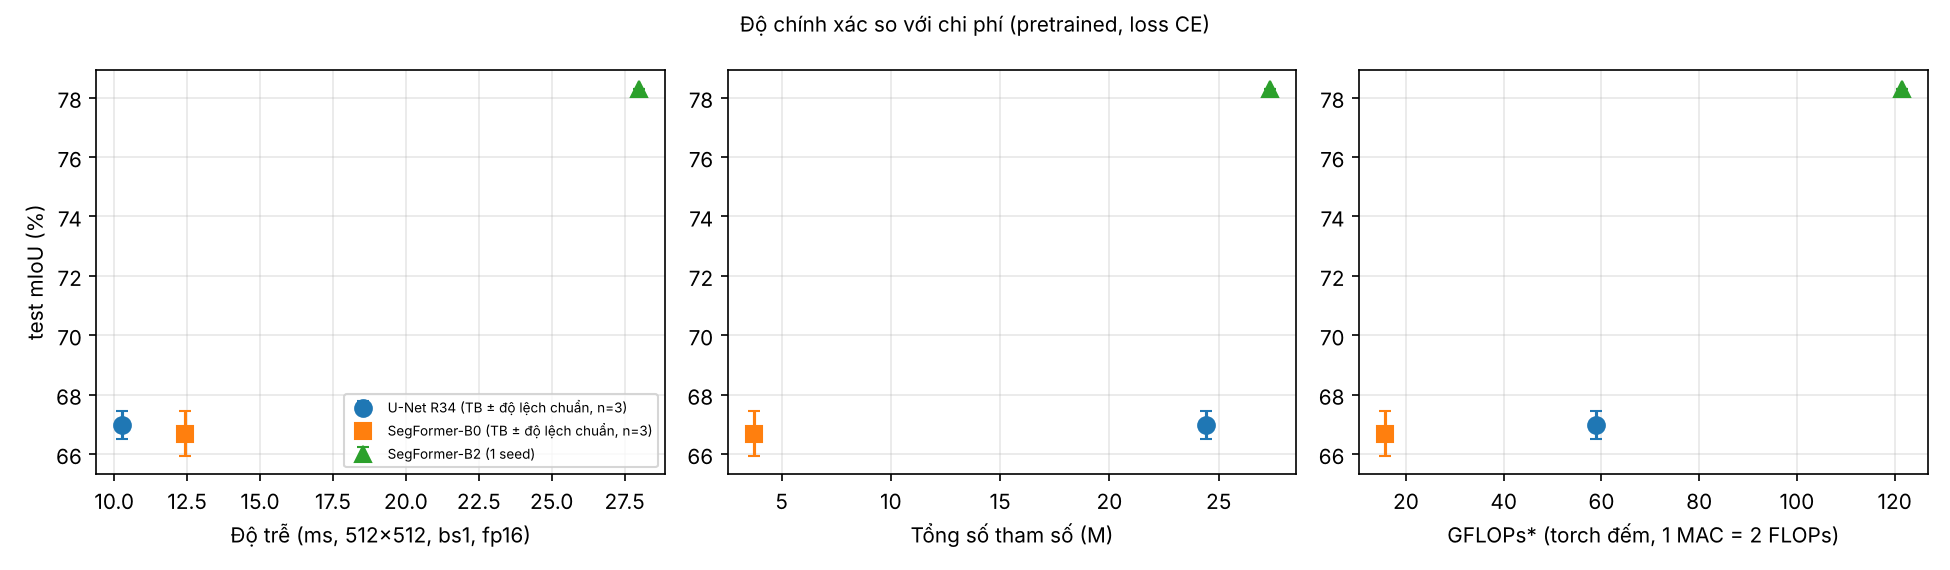 Độ chính xác so với chi phí (pretrained, loss CE)
test mIoU (%)
78
76
74
72
70
68
66
U-Net R34 (TB ± độ lệch chuẩn, n=3)
SegFormer-B0 (TB ± độ lệch chuẩn, n=3)
SegFormer-B2 (1 seed)
10.0 12.5 15.0 17.5 20.0 22.5 25.0 27.5
Độ trễ (ms, 512×512, bs1, fp16)
78
76
74
72
70
68
66
5 10 15 20 25
Tổng số tham số (M)
78
76
74
72
70
68
66
20 40 60 80 100 120
GFLOPs* (torch đếm, 1 MAC = 2 FLOPs)